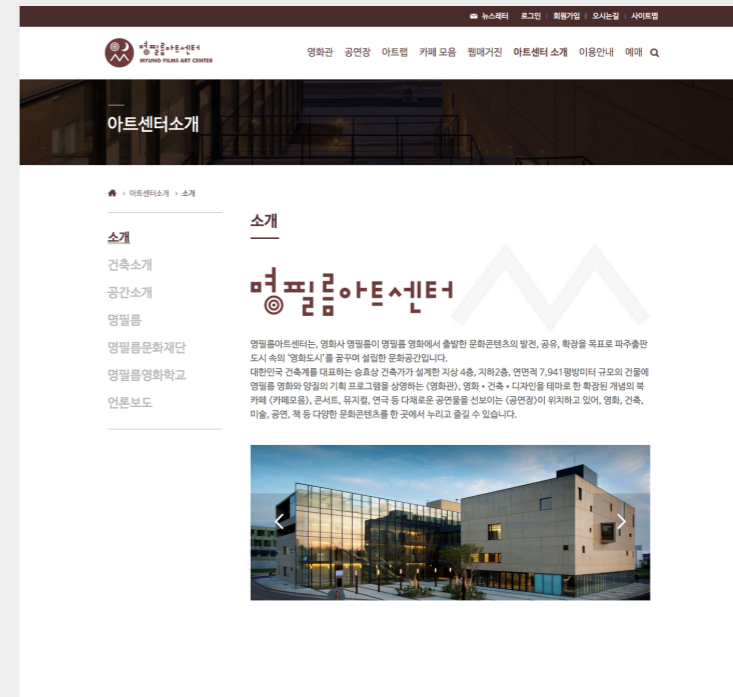 뉴스레터 로그인 회원가입 오시는길 사이트맵
명필름아트센터
MYUNG FILMS ART CENTER
영화관 공연장 아트랩 카페 모음 웹매거진 아트센터 소개 이용안내 예매
아트센터소개
> 아트센터소개 > 소개
소개
건축소개
공간소개
명필름
명필름문화재단
명필름영화학교
언론보도
소개
명필름아트센터
명필름아트센터는, 영화사 명필름이 명필름 영화에서 출발한 문화콘텐츠의 발전, 공유, 확장을 목표로 파주출판
도시 속의 '영화도시'를 꿈꾸며 설립한 문화공간입니다.
대한민국 건축계를 대표하는 승효상 건축가가 설계한 지상 4층, 지하2층, 연면적 7,941평방미터 규모의 건물에
명필름 영화와 양질의 기획 프로그램을 상영하는 <영화관>, 영화 • 건축 • 디자인을 테마로 한 확장된 개념의 북
카페 <카페모음>, 콘서트, 뮤지컬, 연극 등 다채로운 공연물을 선보이는 <공연장>이 위치하고 있어, 영화, 건축,
미술, 공연, 책 등 다양한 문화콘텐츠를 한 곳에서 누리고 즐길 수 있습니다.